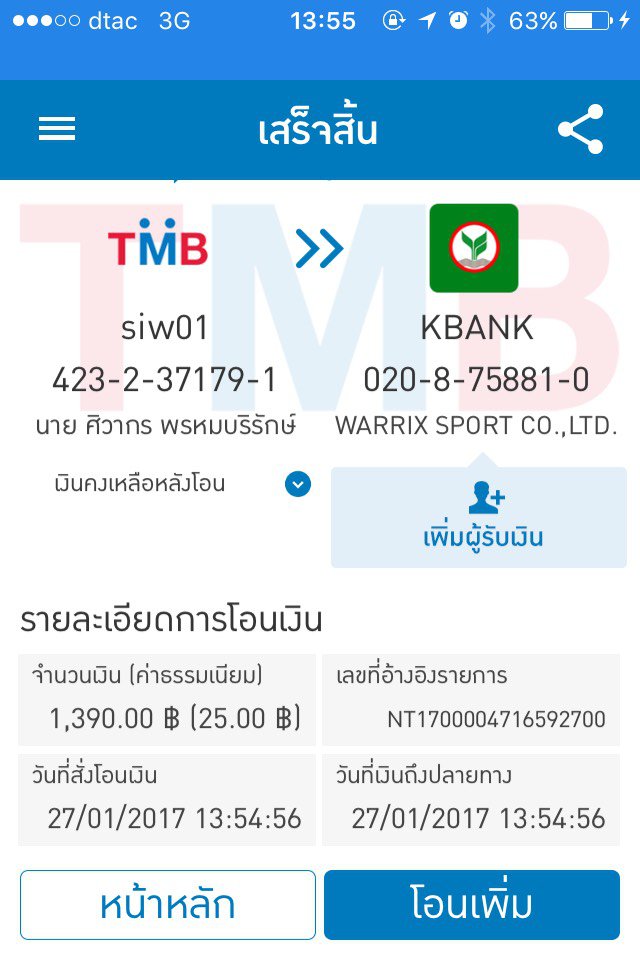 dtac 3G 13:55 63%
เสร็จสิ้น
TMB
TMB
siw01 KBANK
423-2-37179-1 020-8-75881-0
นาย ศิวากร พรหมบริรักษ์ WARRIX SPORT CO.,LTD.
เงินคงเหลือหลังโอน
เพิ่มผู้รับเงิน
รายละเอียดการโอนเงิน
จำนวนเงิน (ค่าธรรมเนียม) เลขที่อ้างอิงรายการ
1,390.00 ฿ (25.00 ฿) NT1700004716592700
วันที่สั่งโอนเงิน วันที่เงินถึงปลายทาง
27/01/2017 13:54:56 27/01/2017 13:54:56
หน้าหลัก โอนเพิ่ม